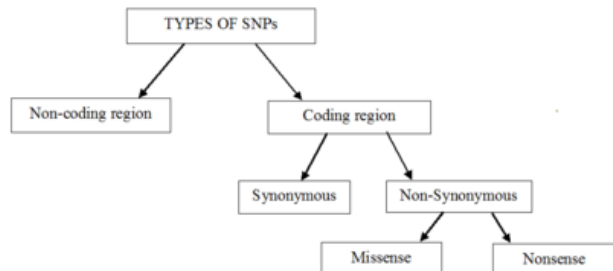 TYPES OF SNPs
Non-coding region
Coding region
Synonymous
Non-Synonymous
Missense
Nonsense